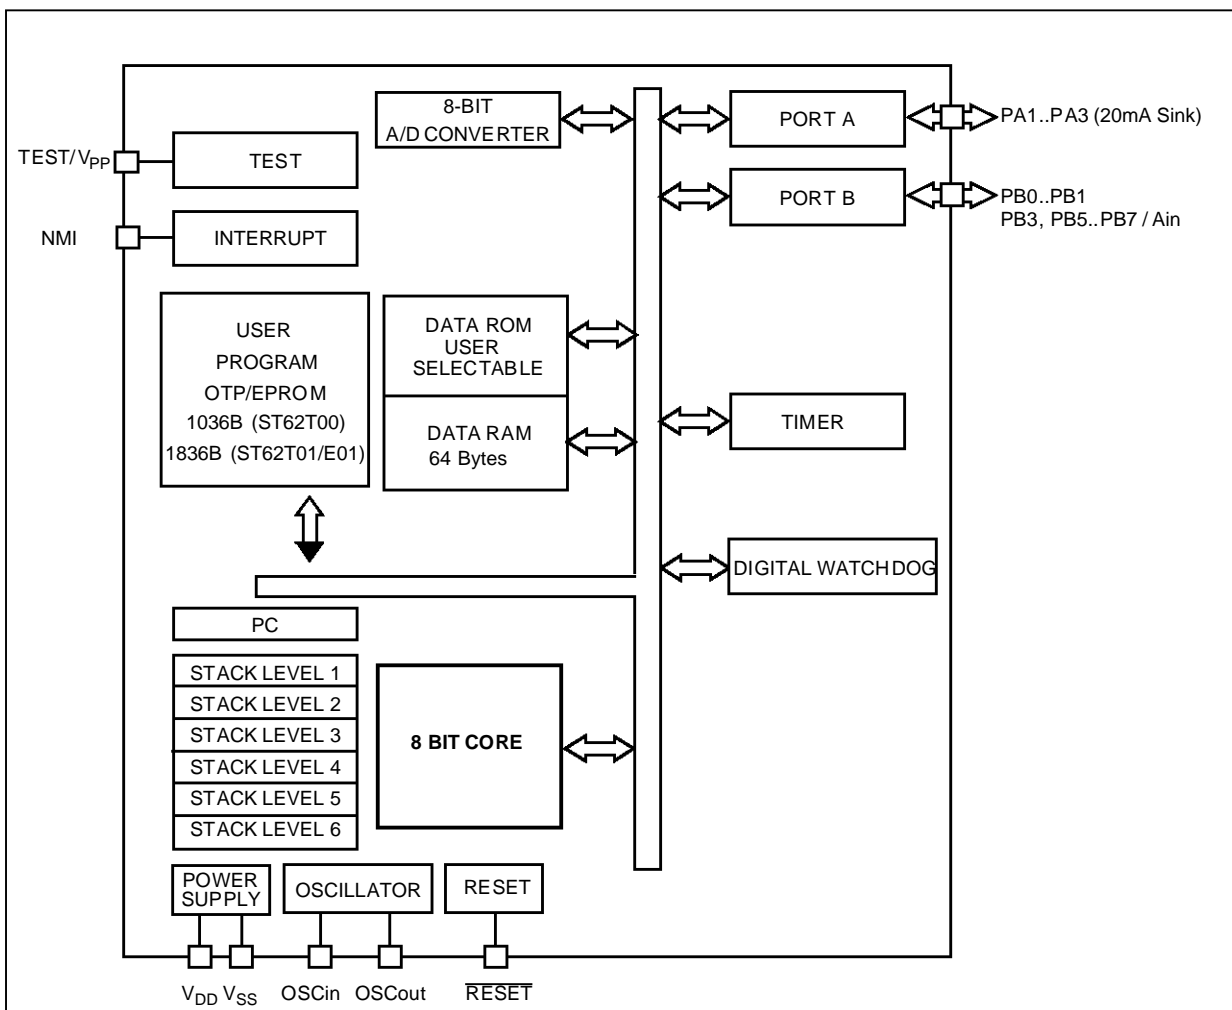 8-BIT
A/D CONVERTER
PORT A
PA1..PA3 (20mA Sink)
TEST/VPP
TEST
PORT B
PB0..PB1
PB3, PB5..PB7 / Ain
NMI
INTERRUPT
USER
PROGRAM
OTP/EPROM
1036B (ST62T00)
1836B (ST62T01/E01)
DATA ROM
USER
SELECTABLE
DATA RAM
64 Bytes
TIMER
DIGITAL WATCHDOG
PC
STACK LEVEL 1
STACK LEVEL 2
STACK LEVEL 3
STACK LEVEL 4
STACK LEVEL 5
STACK LEVEL 6
8 BIT CORE
POWER
SUPPLY
OSCILLATOR
RESET
VDD VSS OSCin OSCout RESET